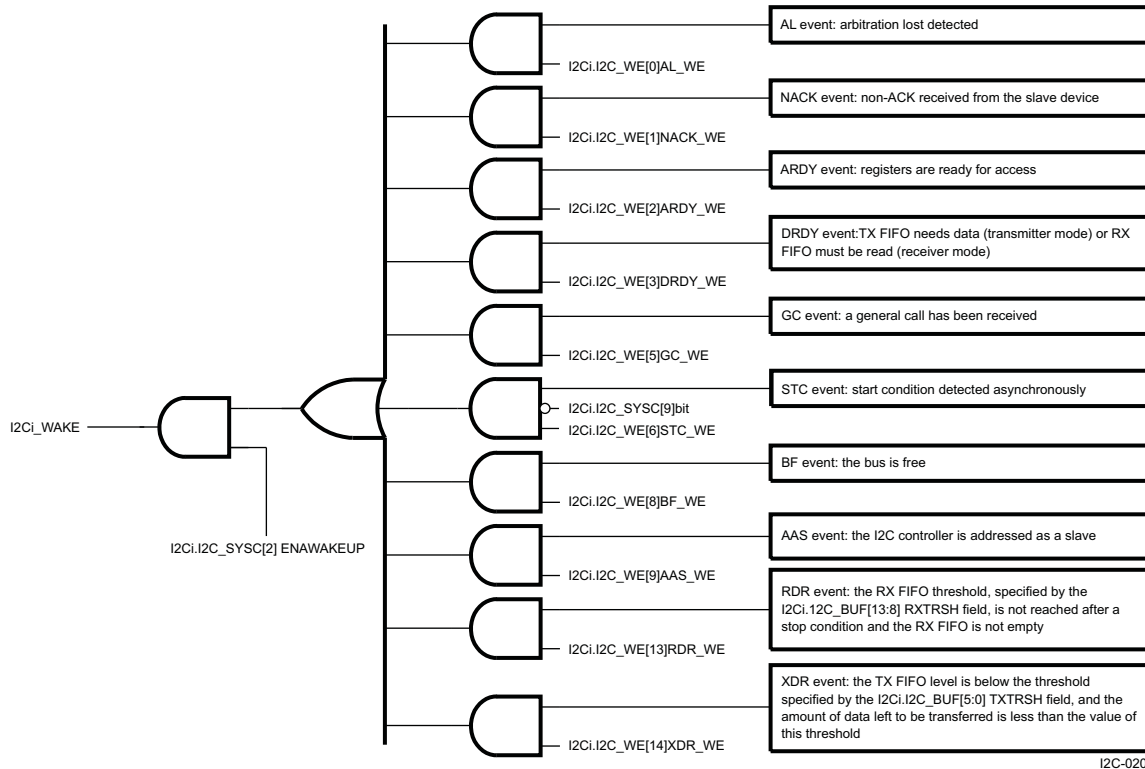 AL event: arbitration lost detected
I2Ci.I2C_WE[0]AL_WE
NACK event: non-ACK received from the slave device
I2Ci.I2C_WE[1]NACK_WE
ARDY event: registers are ready for access
I2Ci.I2C_WE[2]ARDY_WE
DRDY event:TX FIFO needs data (transmitter mode) or RX
FIFO must be read (receiver mode)
I2Ci.I2C_WE[3]DRDY_WE
GC event: a general call has been received
I2Ci.I2C_WE[5]GC_WE
STC event: start condition detected asynchronously
I2Ci.I2C_SYSC[9]bit
I2Ci.I2C_WE[6]STC_WE
I2Ci_WAKE
BF event: the bus is free
I2Ci.I2C_WE[8]BF_WE
AAS event: the I2C controller is addressed as a slave
I2Ci.I2C_SYSC[2] ENAWAKEUP
I2Ci.I2C_WE[9]AAS_WE
RDR event: the RX FIFO threshold, specified by the
I2Ci.12C_BUF[13:8] RXTRSH field, is not reached after a
stop condition and the RX FIFO is not empty
I2Ci.I2C_WE[13]RDR_WE
XDR event: the TX FIFO level is below the threshold
specified by the I2Ci.I2C_BUF[5:0] TXTRSH field, and the
amount of data left to be transferred is less than the value of
this threshold
I2Ci.I2C_WE[14]XDR_WE
I2C-020